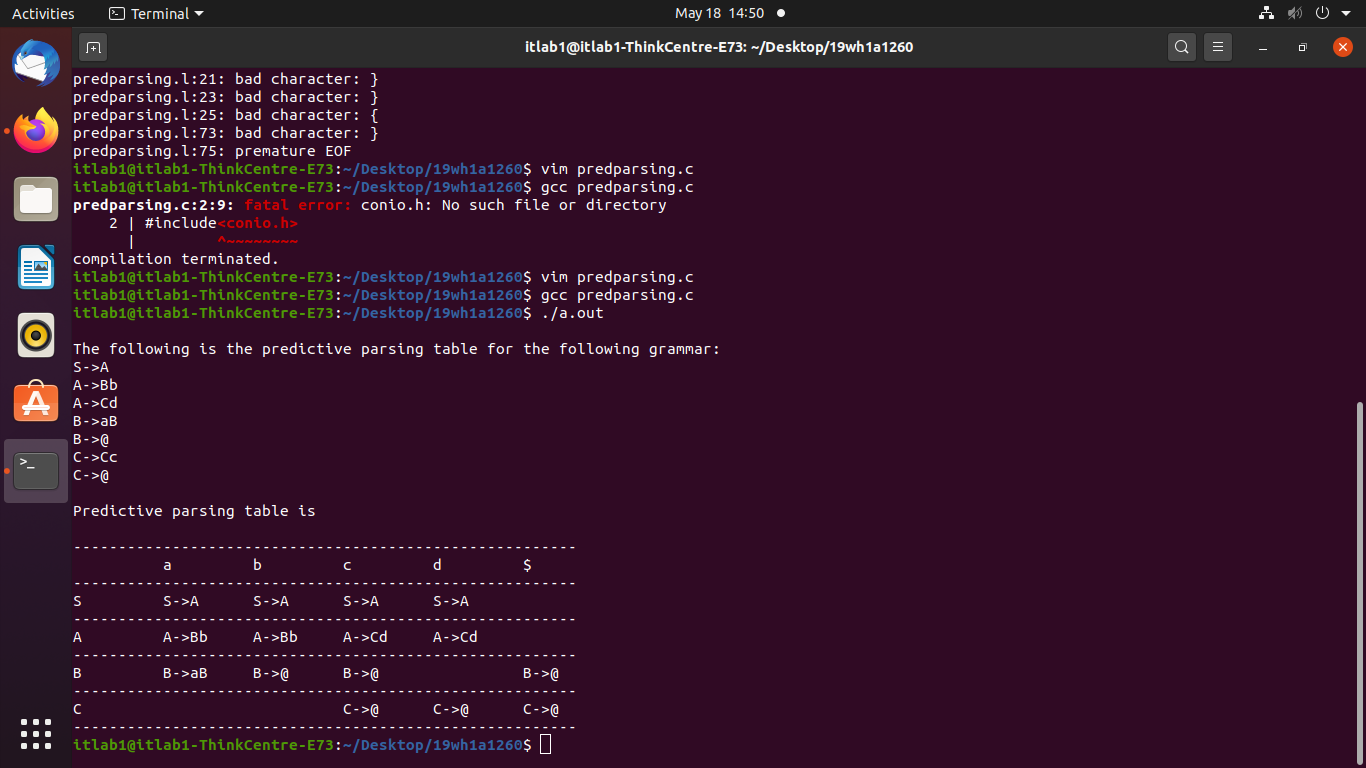 Activities Terminal May 18 14:50
itlab1@itlab1-ThinkCentre-E73: ~/Desktop/19wh1a1260
predparsing.l:21: bad character: }
predparsing.l:23: bad character: }
predparsing.l:25: bad character: {
predparsing.l:73: bad character: }
predparsing.l:75: premature EOF
itlab1@itlab1-ThinkCentre-E73:~/Desktop/19wh1a1260$ vim predparsing.c
itlab1@itlab1-ThinkCentre-E73:~/Desktop/19wh1a1260$ gcc predparsing.c
predparsing.c:2:9: fatal error: conio.h: No such file or directory
    2 | #include<conio.h>
      |         ^~~~~~~~~
compilation terminated.
itlab1@itlab1-ThinkCentre-E73:~/Desktop/19wh1a1260$ vim predparsing.c
itlab1@itlab1-ThinkCentre-E73:~/Desktop/19wh1a1260$ gcc predparsing.c
itlab1@itlab1-ThinkCentre-E73:~/Desktop/19wh1a1260$ ./a.out
The following is the predictive parsing table for the following grammar:
S->A
A->Bb
A->Cd
B->aB
B->@
C->Cc
C->@
Predictive parsing table is
--------------------------------------------------------
          a         b         c         d         $
--------------------------------------------------------
S         S->A      S->A      S->A      S->A
--------------------------------------------------------
A         A->Bb     A->Bb     A->Cd     A->Cd
--------------------------------------------------------
B         B->aB     B->@      B->@                B->@
--------------------------------------------------------
C                             C->@      C->@      C->@
--------------------------------------------------------
itlab1@itlab1-ThinkCentre-E73:~/Desktop/19wh1a1260$